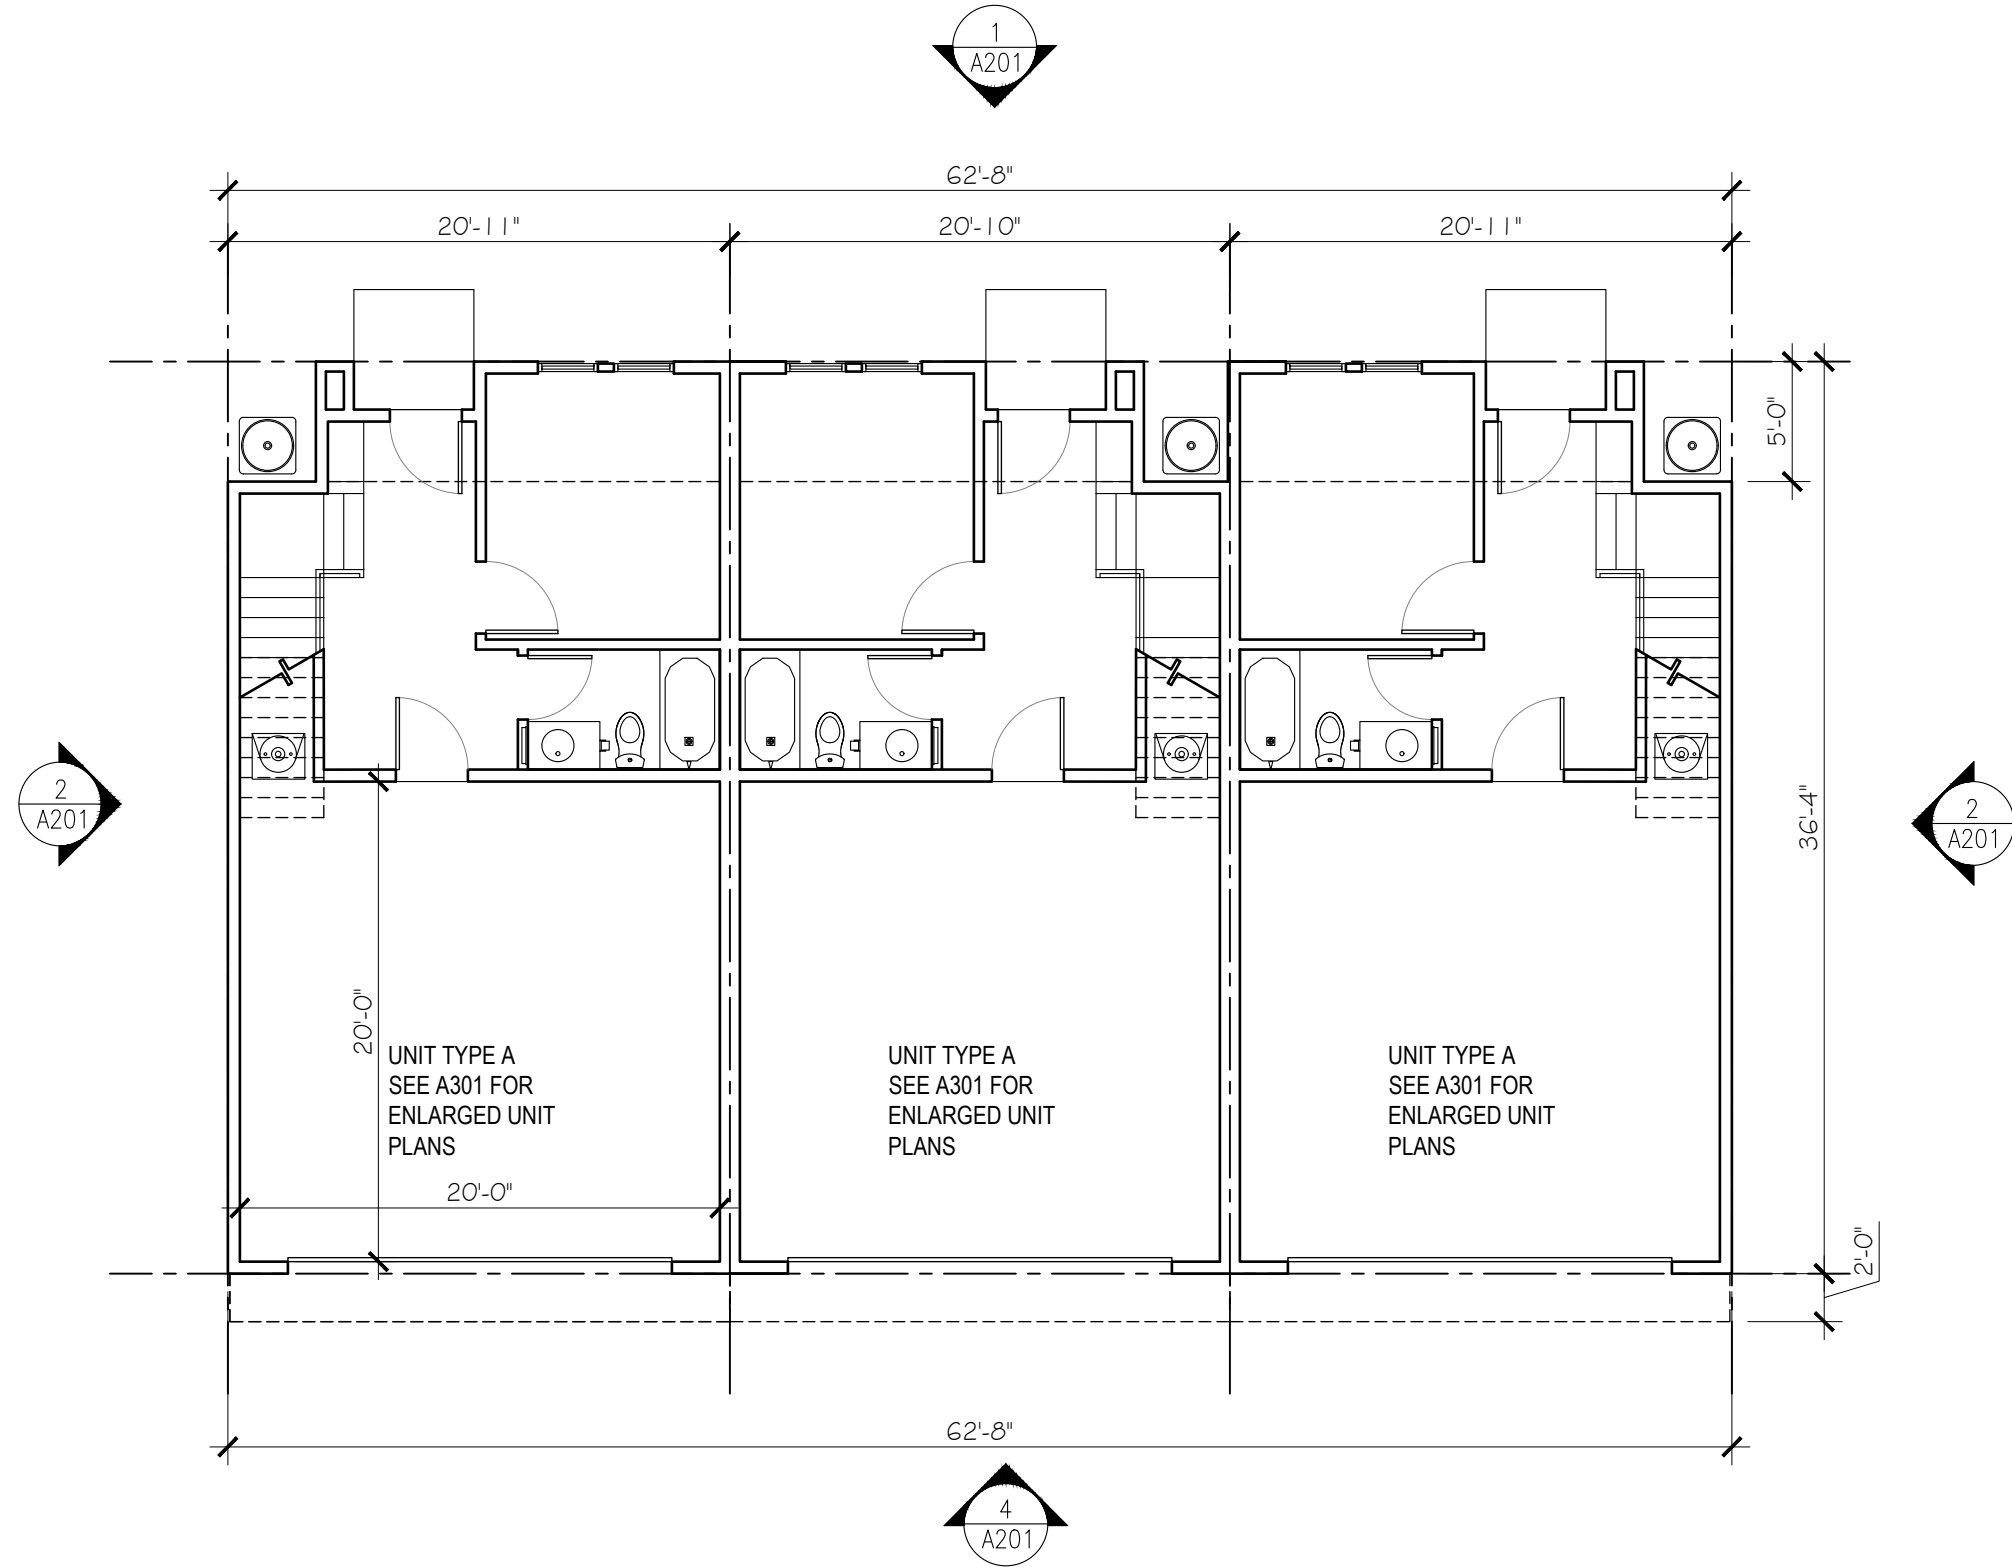 1
A201
62'-8"
20'-11"
20'-10"
20'-11"
5'-0"
2
A201
36'-4"
2
A201
20'-0"
UNIT TYPE A
SEE A301 FOR
ENLARGED UNIT
PLANS
UNIT TYPE A
SEE A301 FOR
ENLARGED UNIT
PLANS
UNIT TYPE A
SEE A301 FOR
ENLARGED UNIT
PLANS
20'-0"
2'-0"
62'-8"
4
A201